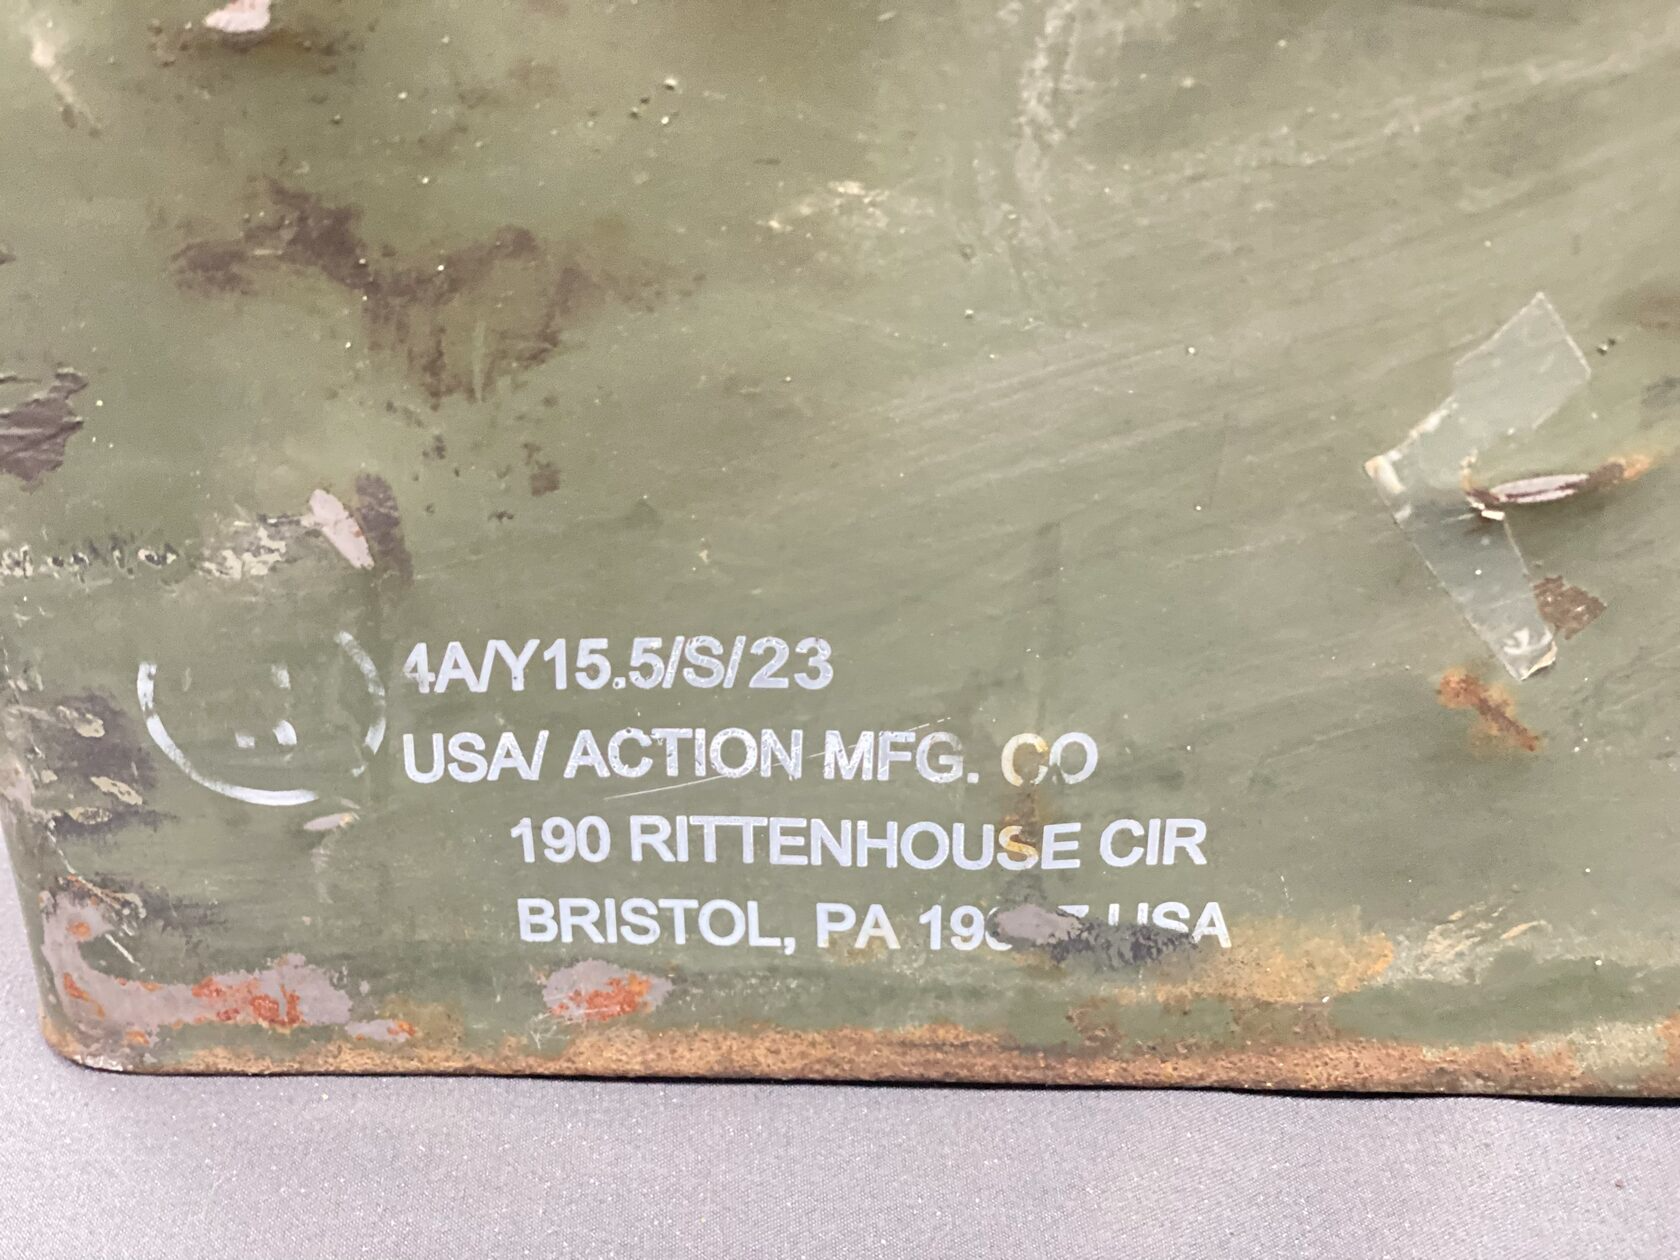 4A/Y15.5/S/23
USA/ ACTION MFG. CO
190 RITTENHOUSE CIR
BRISTOL, PA USA